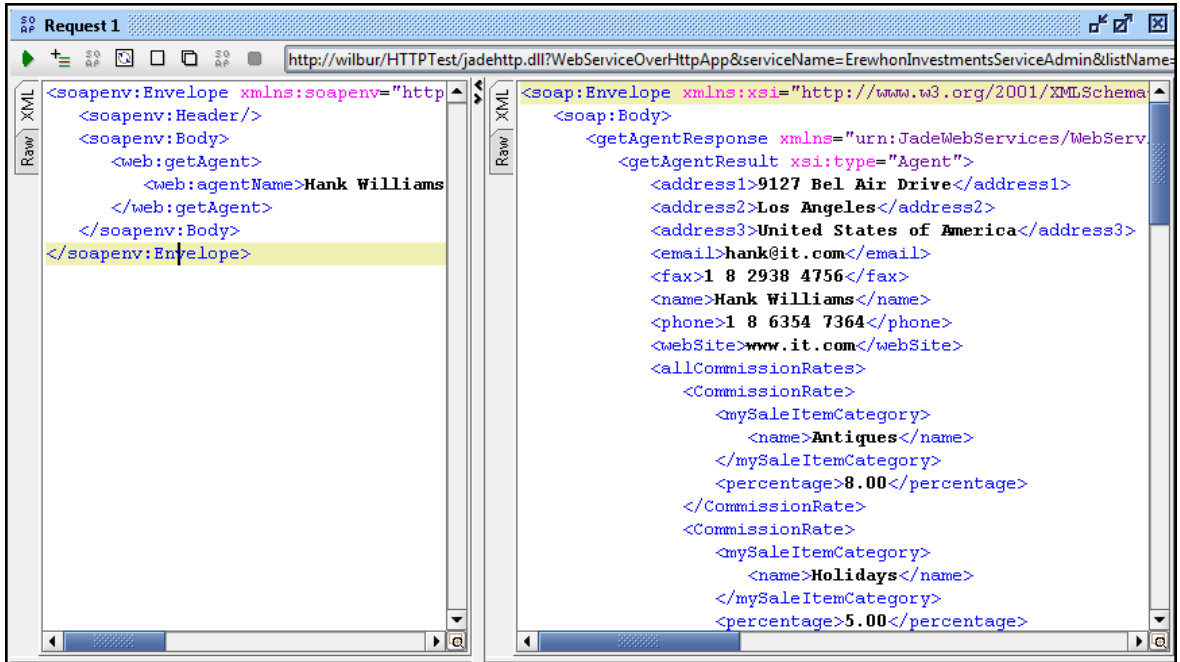 SO AP Request 1
SO AP SO AP http://wilbur/HTTPTest/jadehttp.dll?WebServiceOverHttpApp&serviceName=ErewhonInvestmentsServiceAdmin&listName=
XML
Raw
<soapenv:Envelope xmlns:soapenv="http
<soapenv:Header/>
<soapenv:Body>
<web:getAgent>
<web:agentName>Hank Williams
</web:getAgent>
</soapenv:Body>
</soapenv:Envelope>
XML
Raw
<soap:Envelope xmlns:xsi="http://www.w3.org/2001/XMLSchema
<soap:Body>
<getAgentResponse xmlns="urn:JadeWebServices/WebServ
<getAgentResult xsi:type="Agent">
<address1>9127 Bel Air Drive</address1>
<address2>Los Angeles</address2>
<address3>United States of America</address3>
<email>hank@it.com</email>
<fax>1 8 2938 4756</fax>
<name>Hank Williams</name>
<phone>1 8 6354 7364</phone>
<webSite>www.it.com</webSite>
<allCommissionRates>
<CommissionRate>
<mySaleItemCategory>
<name>Antiques</name>
</mySaleItemCategory>
<percentage>8.00</percentage>
</CommissionRate>
<CommissionRate>
<mySaleItemCategory>
<name>Holidays</name>
</mySaleItemCategory>
<percentage>5.00</percentage>